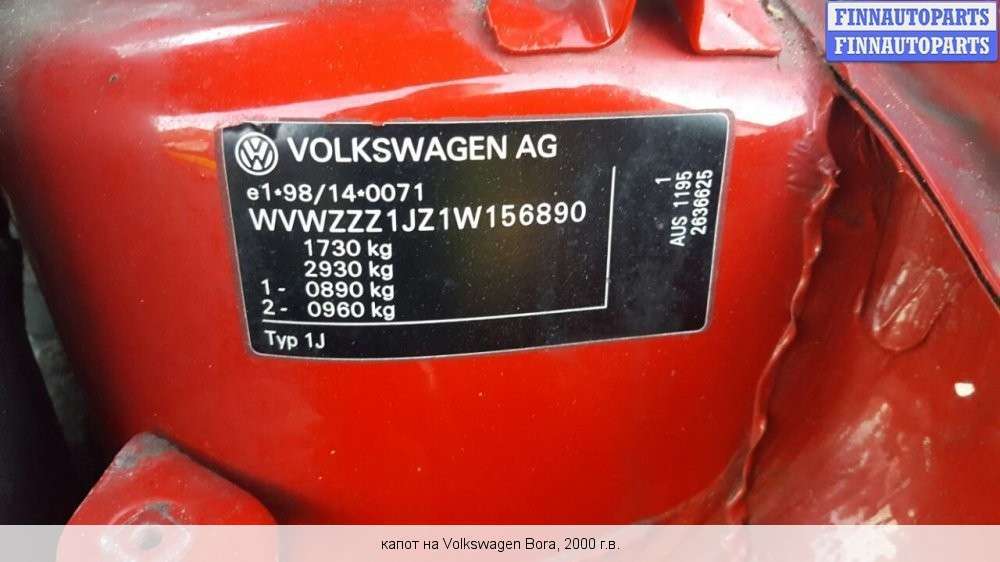 FINNAUTOPARTS
FINNAUTOPARTS
VOLKSWAGEN AG
e1*98/14*0071
WVWZZZ1JZ1W156890
1730 kg
2930 kg
1 - 0890 kg
2 - 0960 kg
Typ 1J
1
AUS 1195
2636625
капот на Volkswagen Bora, 2000 г.в.